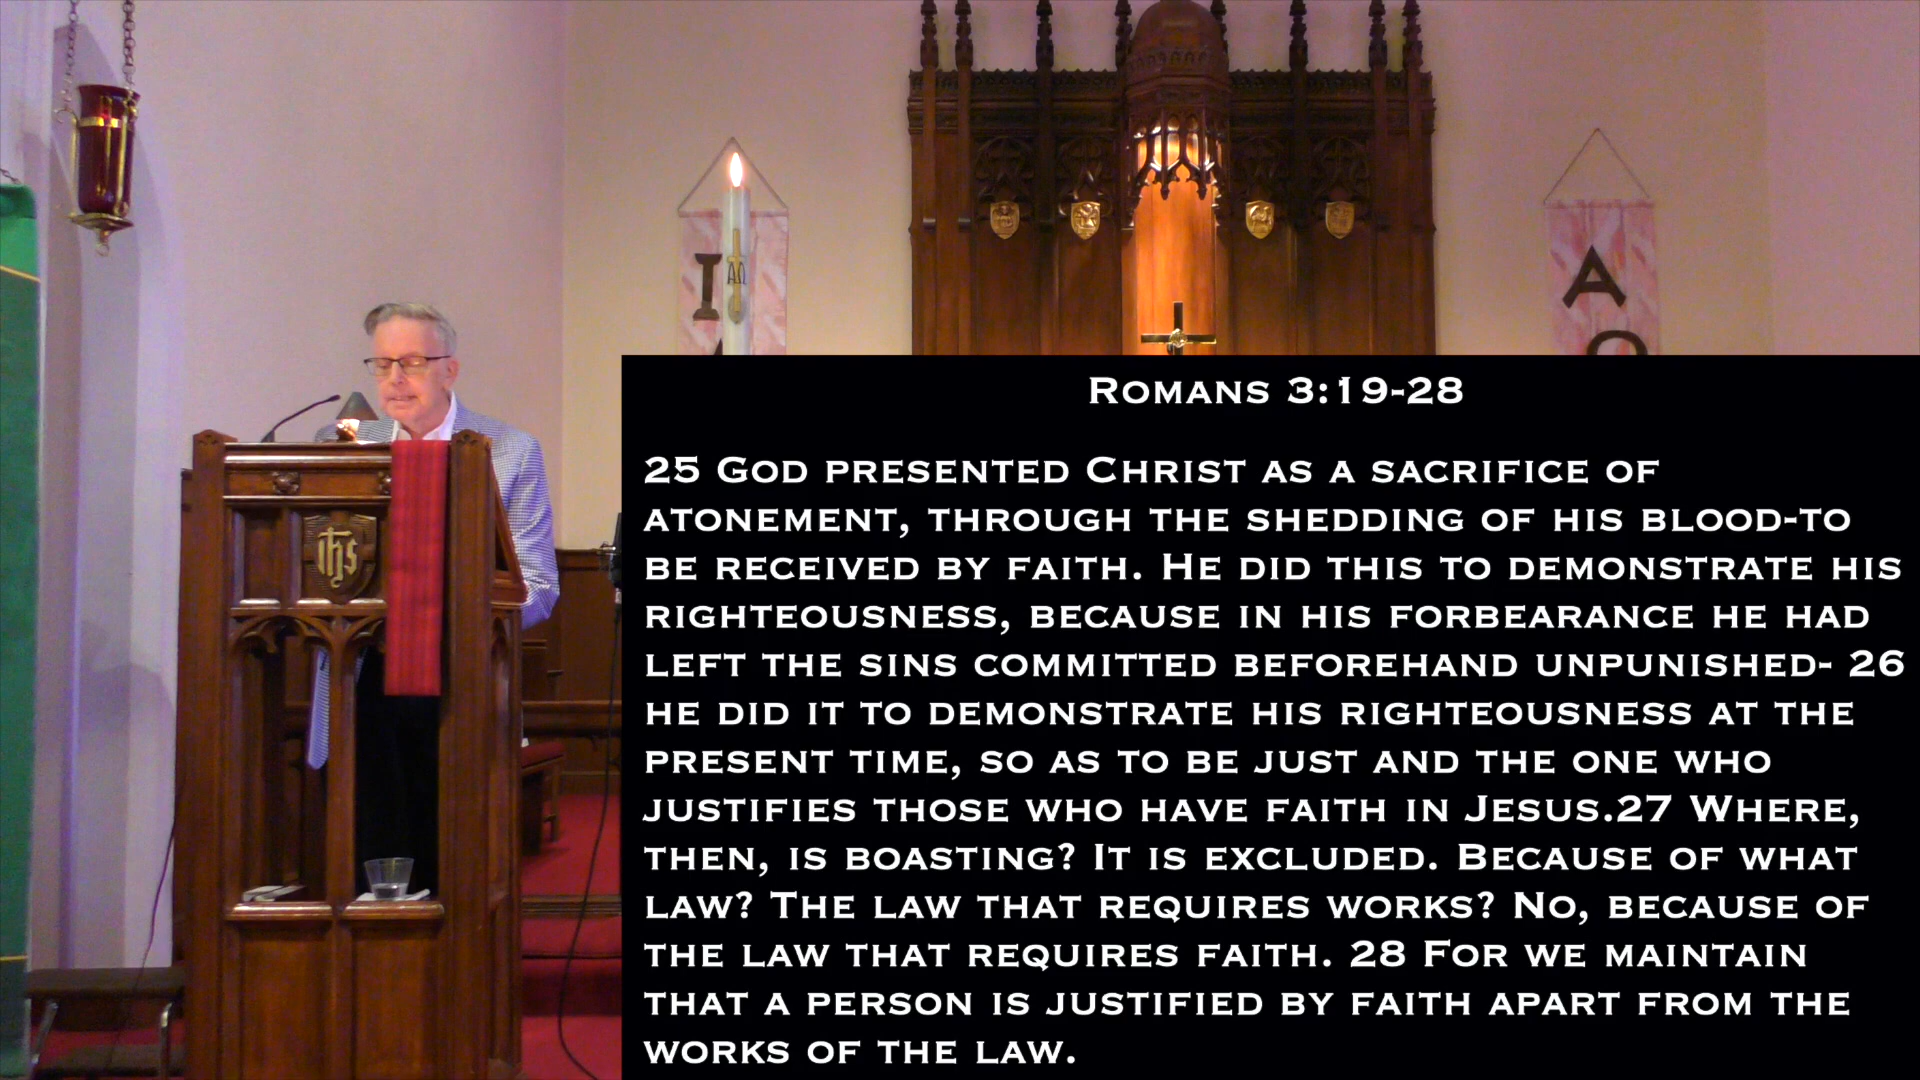 I
ΑΩ
A
Ihs
Romans 3:19-28
25 God presented Christ as a sacrifice of
atonement, through the shedding of his blood-to
be received by faith. He did this to demonstrate his
righteousness, because in his forbearance he had
left the sins committed beforehand unpunished- 26
he did it to demonstrate his righteousness at the
present time, so as to be just and the one who
justifies those who have faith in Jesus.27 Where,
then, is boasting? It is excluded. Because of what
law? The law that requires works? No, because of
the law that requires faith. 28 For we maintain
that a person is justified by faith apart from the
works of the law.